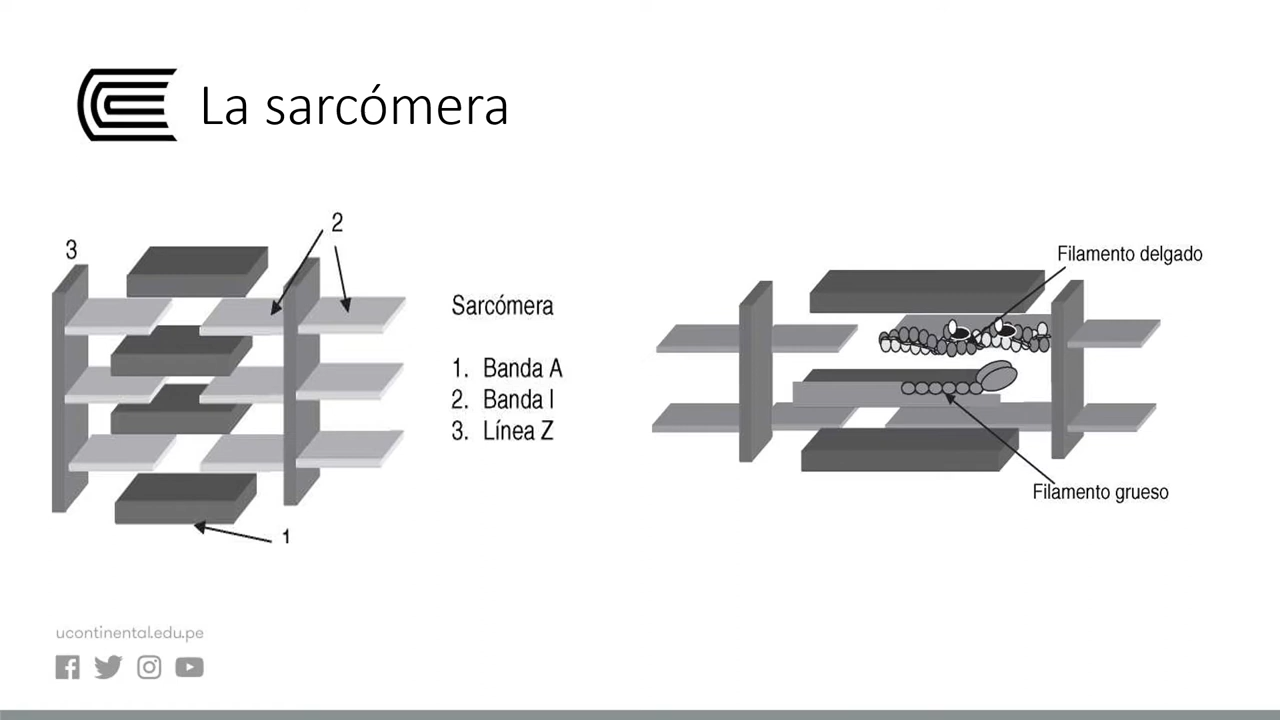 La sarcómera
2
3
Sarcómera
1. Banda A
2. Banda I
3. Línea Z
1
Filamento delgado
Filamento grueso
ucontinental.edu.pe